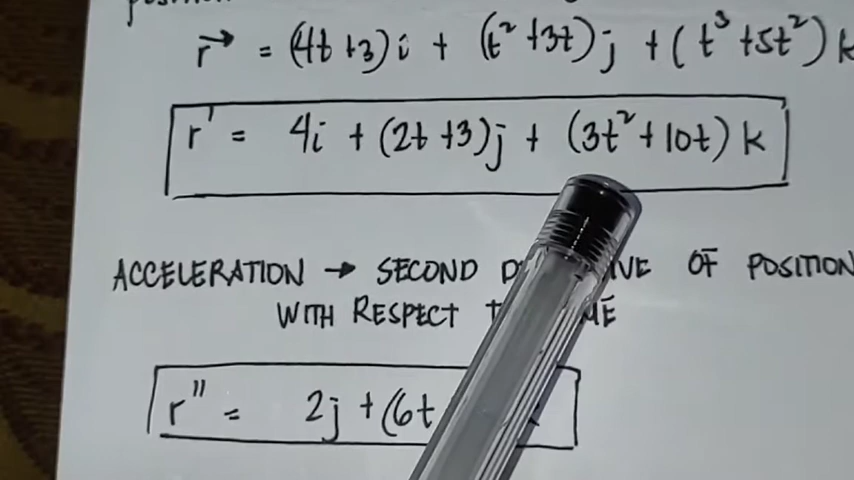 r = (4t+3)i + (t² +3t)j + (t³ +5t²) k
r' = 4i + (2t +3)j + (3t² + 10t) k
ACCELERATION → SECOND OF POSITION
WITH RESPECT
r" = 2j + (6t